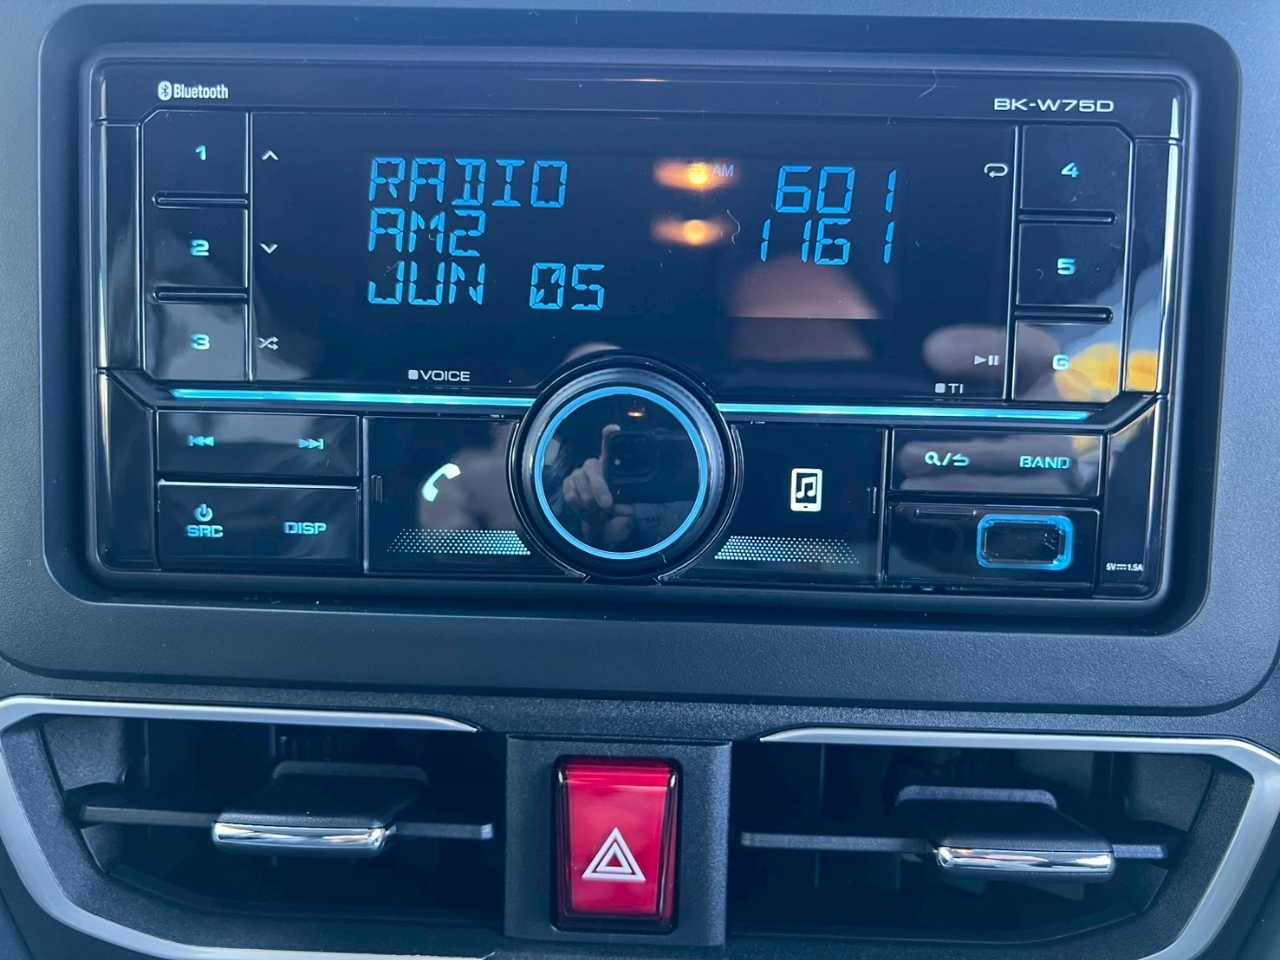 Bluetooth
BK-W75D
1
2
3
RADIO AM 601
AM2 1161
JUN 05
4
5
6
VOICE
TI
SRC
DISP
BAND
5V 1.5A